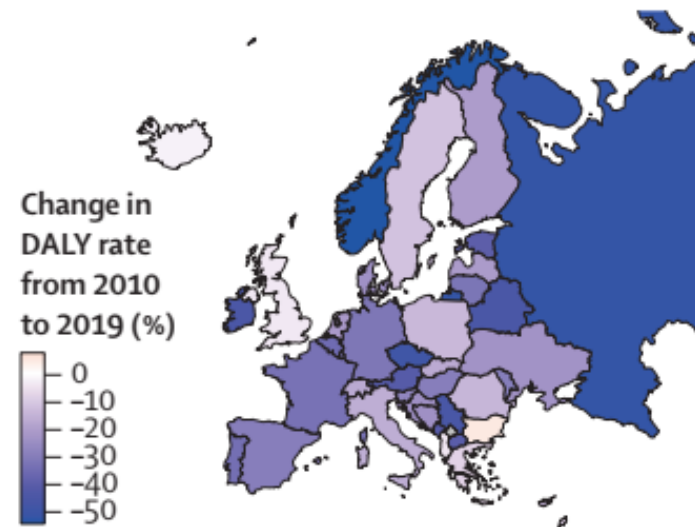 Change in
DALY rate
from 2010
to 2019 (%)
0
–10
–20
–30
–40
–50